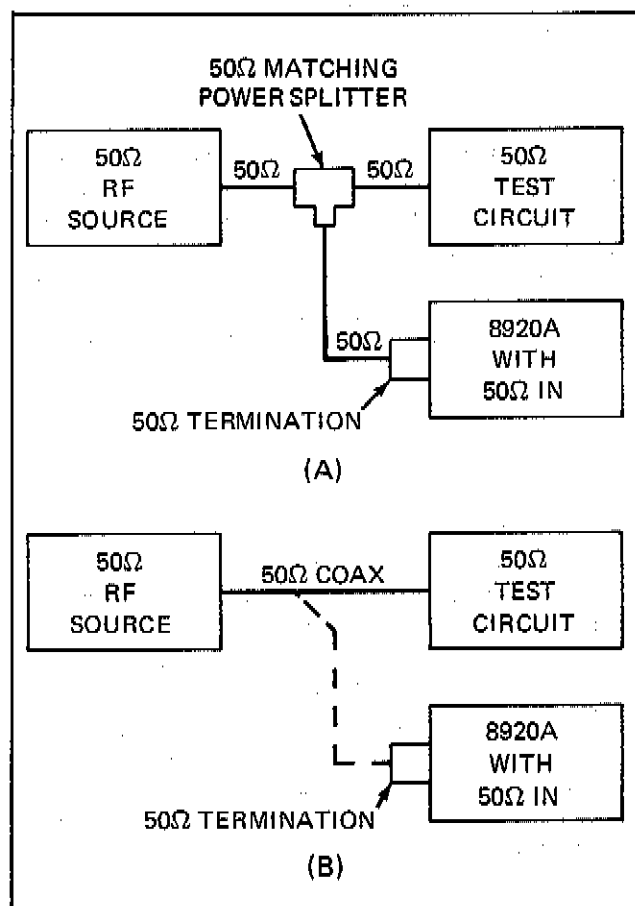 50Ω MATCHING
POWER SPLITTER
50Ω
RF
SOURCE
50Ω
50Ω
50Ω
TEST
CIRCUIT
50Ω
8920A
WITH
50Ω IN
50Ω TERMINATION
(A)
50Ω
RF
SOURCE
50Ω COAX
50Ω
TEST
CIRCUIT
8920A
WITH
50Ω IN
50Ω TERMINATION
(B)